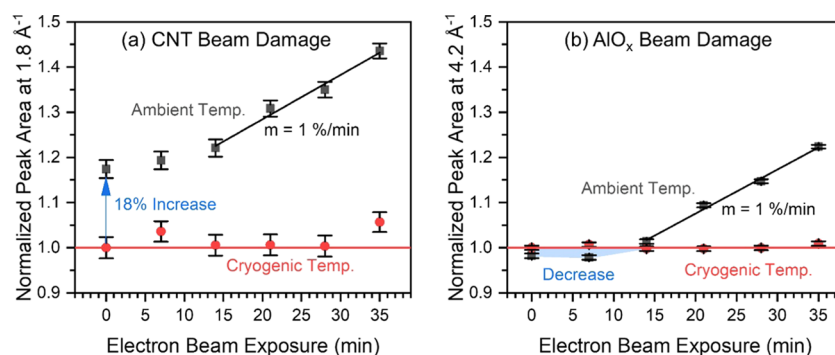 (a) CNT Beam Damage
Normalized Peak Area at 1.8 Å⁻¹
1.5
1.4
1.3
1.2
1.1
1.0
0.9
Ambient Temp.
m = 1 %/min
18% Increase
Cryogenic Temp.
0 5 10 15 20 25 30 35
Electron Beam Exposure (min)
(b) AlOₓ Beam Damage
Normalized Peak Area at 4.2 Å⁻¹
1.5
1.4
1.3
1.2
1.1
1.0
0.9
Ambient Temp.
m = 1 %/min
Decrease
Cryogenic Temp.
0 5 10 15 20 25 30 35
Electron Beam Exposure (min)